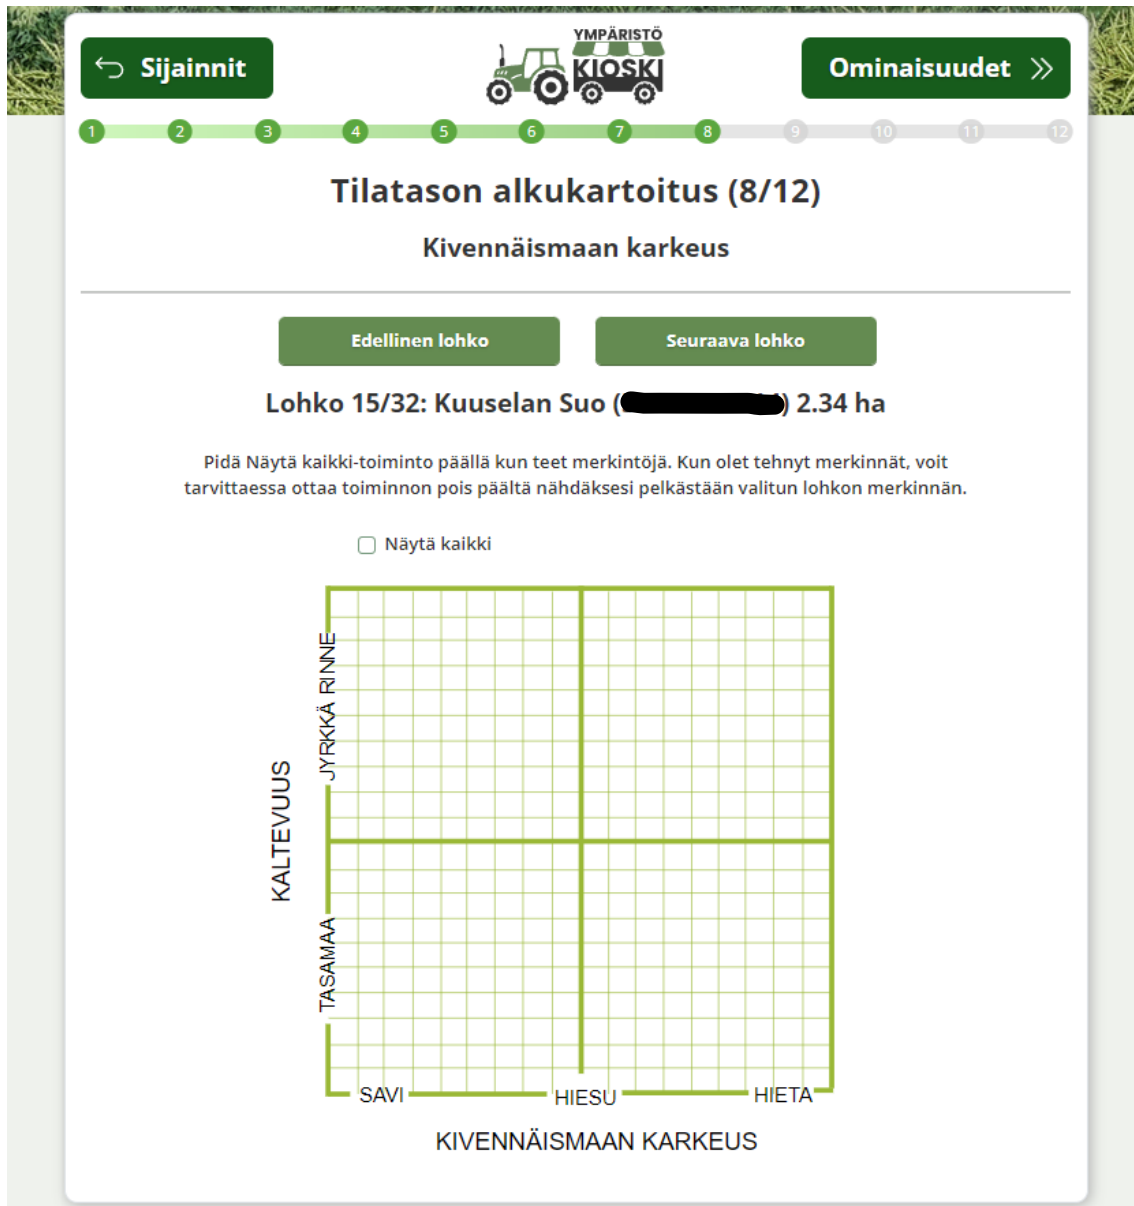 Sijainnit
YMPÄRISTÖ
KIOSKI
Ominaisuudet
1 2 3 4 5 6 7 8 9 10 11 12
Tilatason alkukartoitus (8/12)
Kivennäismaan karkeus
Edellinen lohko
Seuraava lohko
Lohko 15/32: Kuuselan Suo ( ) 2.34 ha
Pidä Näytä kaikki-toiminto päällä kun teet merkintöjä. Kun olet tehnyt merkinnät, voit
tarvittaessa ottaa toiminnon pois päältä nähdäksesi pelkästään valitun lohkon merkinnän.
Näytä kaikki
KALTEVUUS
JYRKKÄ RINNE
TASAMAA
SAVI
HIESU
HIETA
KIVENNÄISMAAN KARKEUS